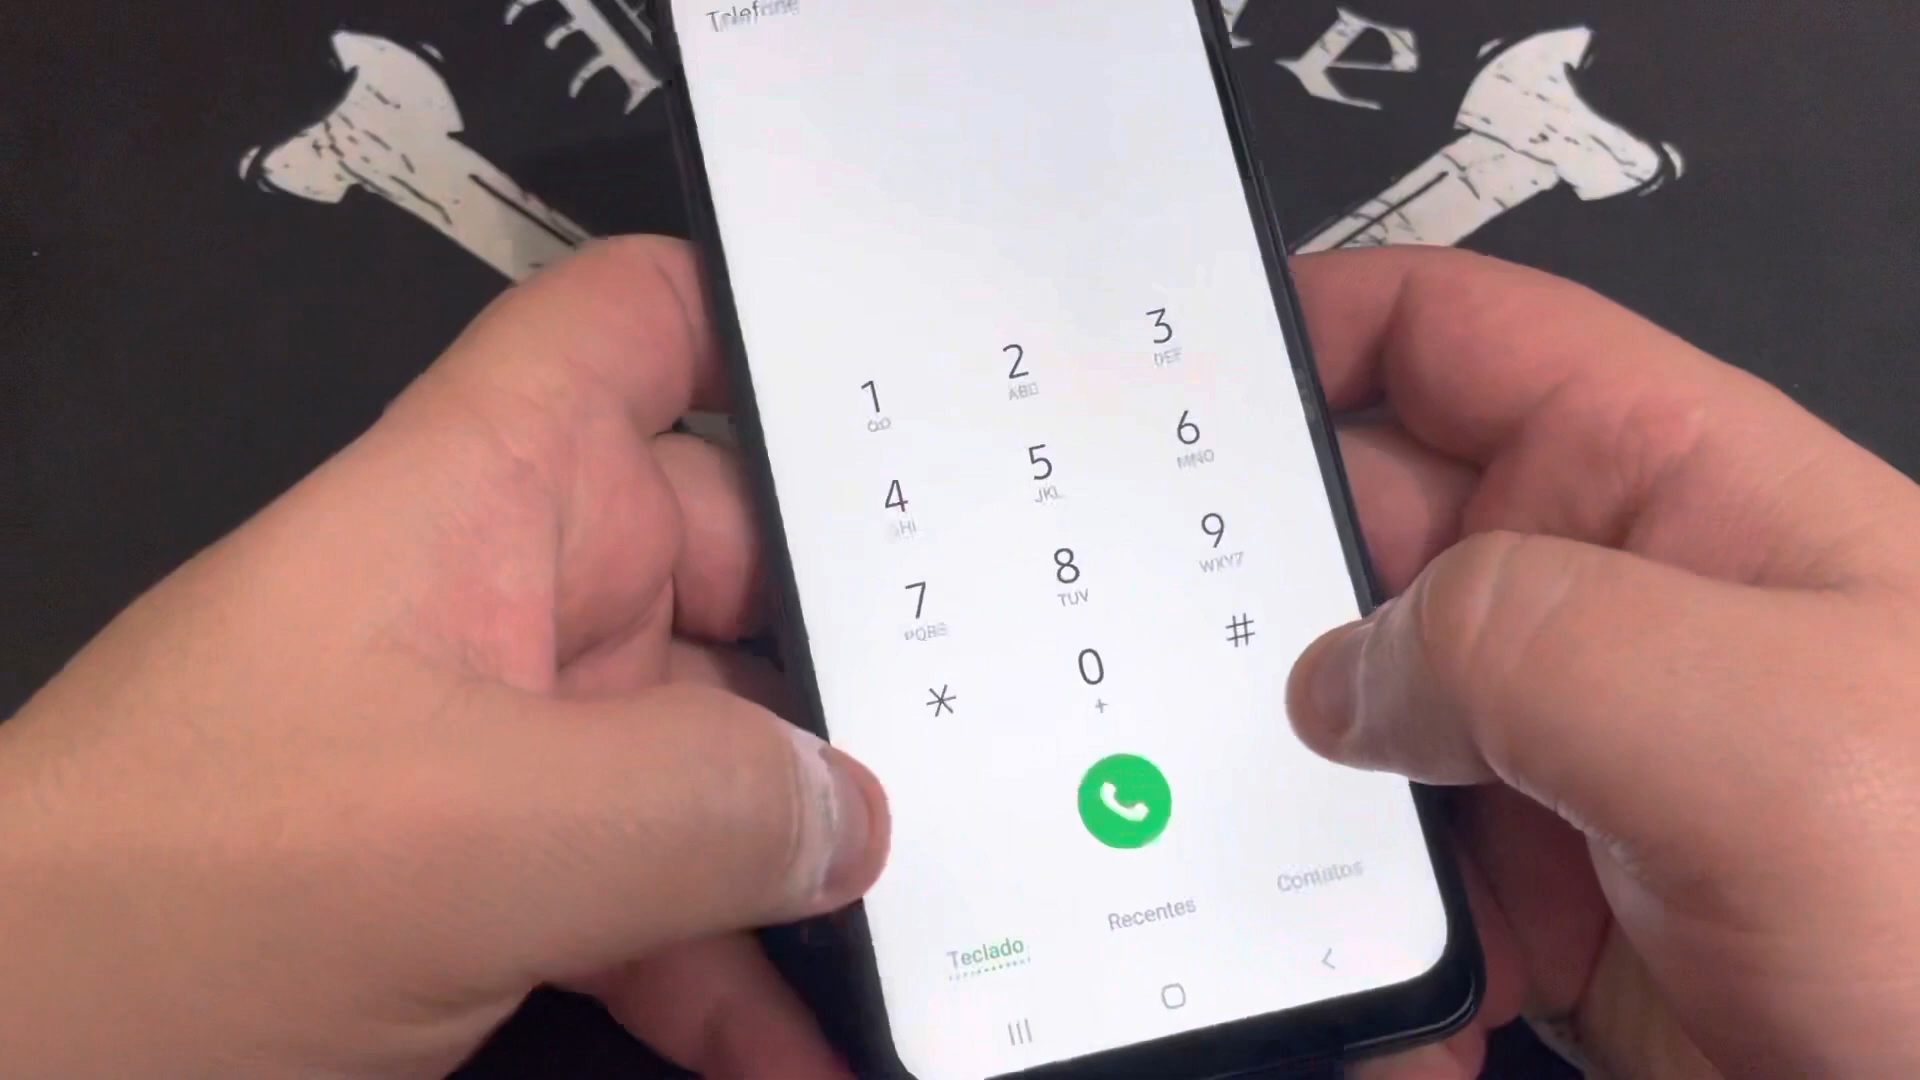 Telefone
1
2 ABC
3 DEF
4 GHI
5 JKL
6 MNO
7 PQRS
8 TUV
9 WXYZ
*
0 +
#
Teclado Recentes Contatos